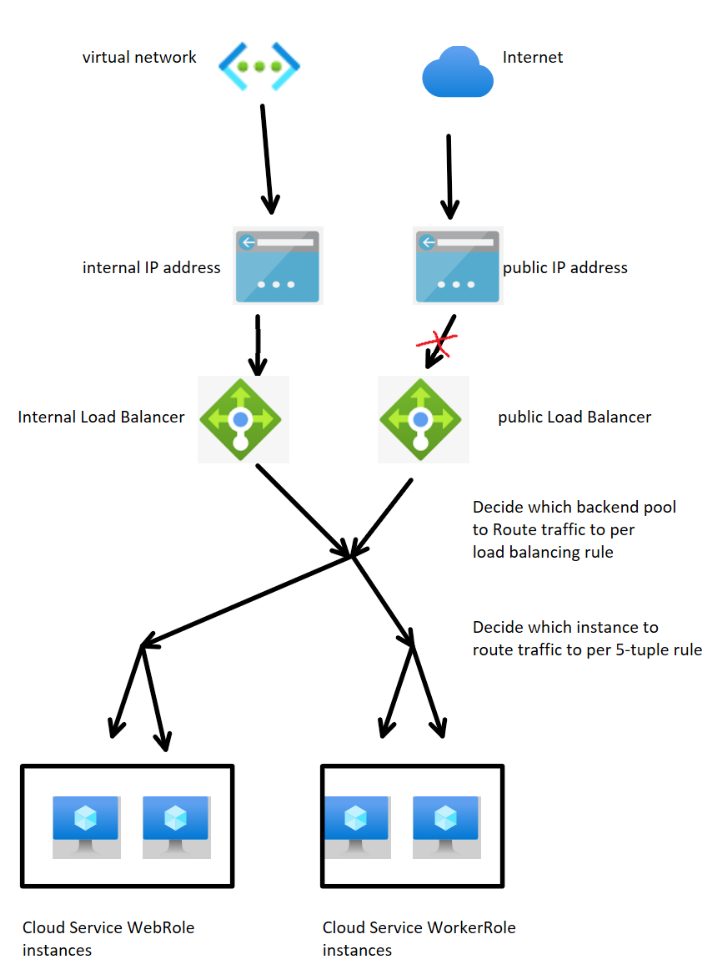 virtual network
Internet
internal IP address
public IP address
Internal Load Balancer
public Load Balancer
Decide which backend pool
to Route traffic to per
load balancing rule
Decide which instance to
route traffic to per 5-tuple rule
Cloud Service WebRole
instances
Cloud Service WorkerRole
instances